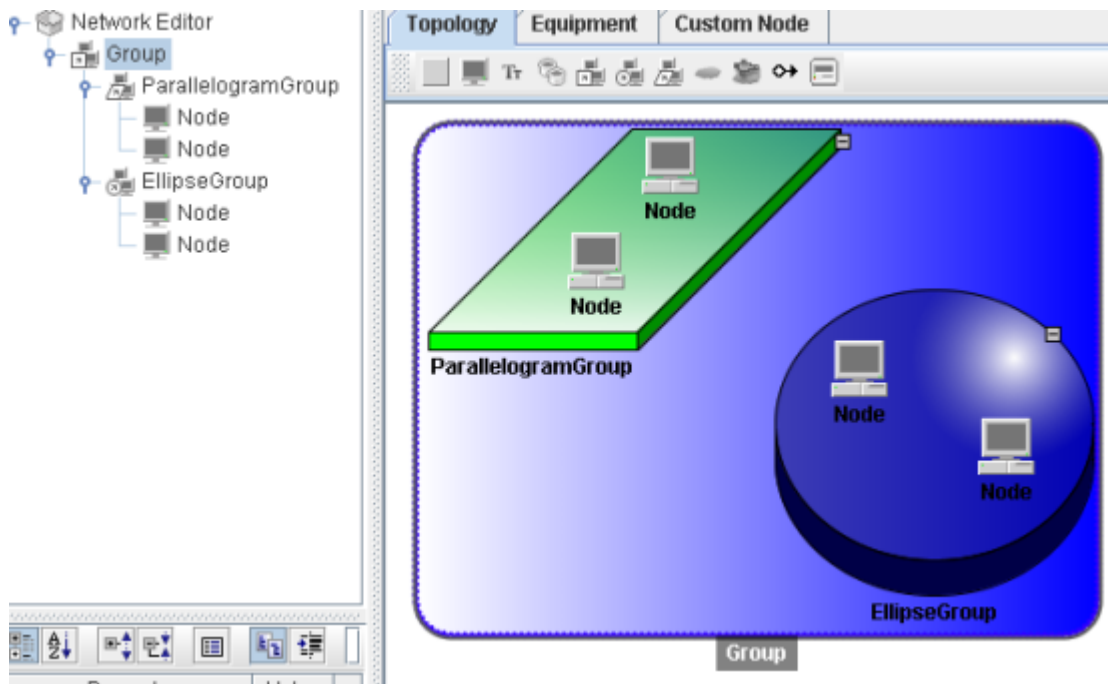 Network Editor
Group
ParallelogramGroup
Node
Node
EllipseGroup
Node
Node
Topology
Equipment
Custom Node
Tr
Node
Node
ParallelogramGroup
Node
Node
EllipseGroup
Group